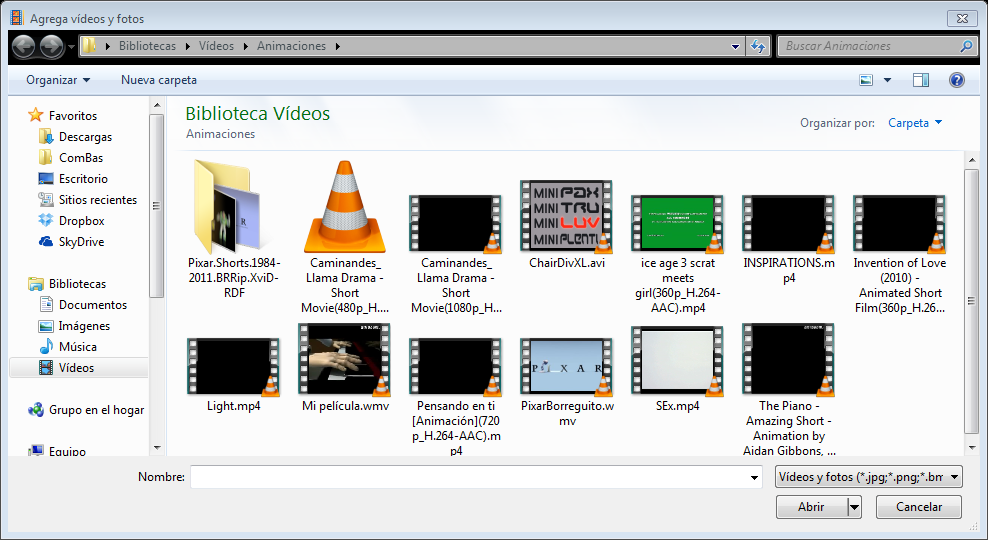 Agrega vídeos y fotos
Bibliotecas Vídeos Animaciones
Buscar Animaciones
Organizar Nueva carpeta
Favoritos
Descargas
ComBas
Escritorio
Sitios recientes
Dropbox
SkyDrive
Bibliotecas
Documentos
Imágenes
Música
Vídeos
Grupo en el hogar
Equipo
Biblioteca Vídeos
Animaciones
Organizar por: Carpeta
Pixar.Shorts.1984-
2011.BRRip.XviD-
RDF
Caminandes_
Llama Drama -
Short
Movie(480p_H....
Caminandes_
Llama Drama -
Short
Movie(1080p_H....
MINI PAX
MINI TRU
MINI LUV
MINI PLENTY
ChairDivXL.avi
ice age 3 scrat
meets
girl(360p_H.264-
AAC).mp4
INSPIRATIONS.m
p4
Invention of Love
(2010) -
Animated Short
Film(360p_H.26...
Light.mp4
Mi película.wmv
Pensando en ti
[Animación](720
p_H.264-AAC).m
p4
P XAR
PixarBorreguito.w
mv
SEx.mp4
The Piano -
Amazing Short -
Animation by
Aidan Gibbons, ...
Nombre:
Vídeos y fotos (*.jpg;*.png;*.bm
Abrir
Cancelar